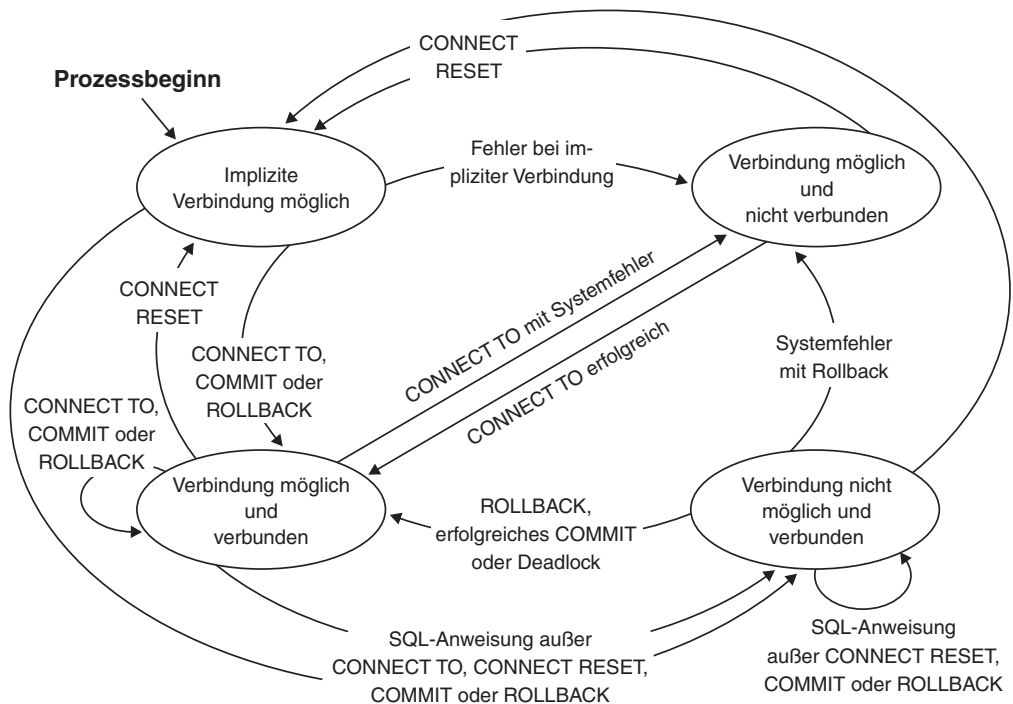 CONNECT
RESET
Prozessbeginn
Implizite
Verbindung möglich
Fehler bei im-
pliziter Verbindung
Verbindung möglich
und
nicht verbunden
CONNECT
RESET
CONNECT TO,
COMMIT oder
ROLLBACK
CONNECT TO mit Systemfehler
CONNECT TO erfolgreich
Systemfehler
mit Rollback
CONNECT TO,
COMMIT oder
ROLLBACK
Verbindung möglich
und
verbunden
ROLLBACK,
erfolgreiches COMMIT
oder Deadlock
Verbindung nicht
möglich und
verbunden
SQL-Anweisung außer
CONNECT TO, CONNECT RESET,
COMMIT oder ROLLBACK
SQL-Anweisung
außer CONNECT RESET,
COMMIT oder ROLLBACK